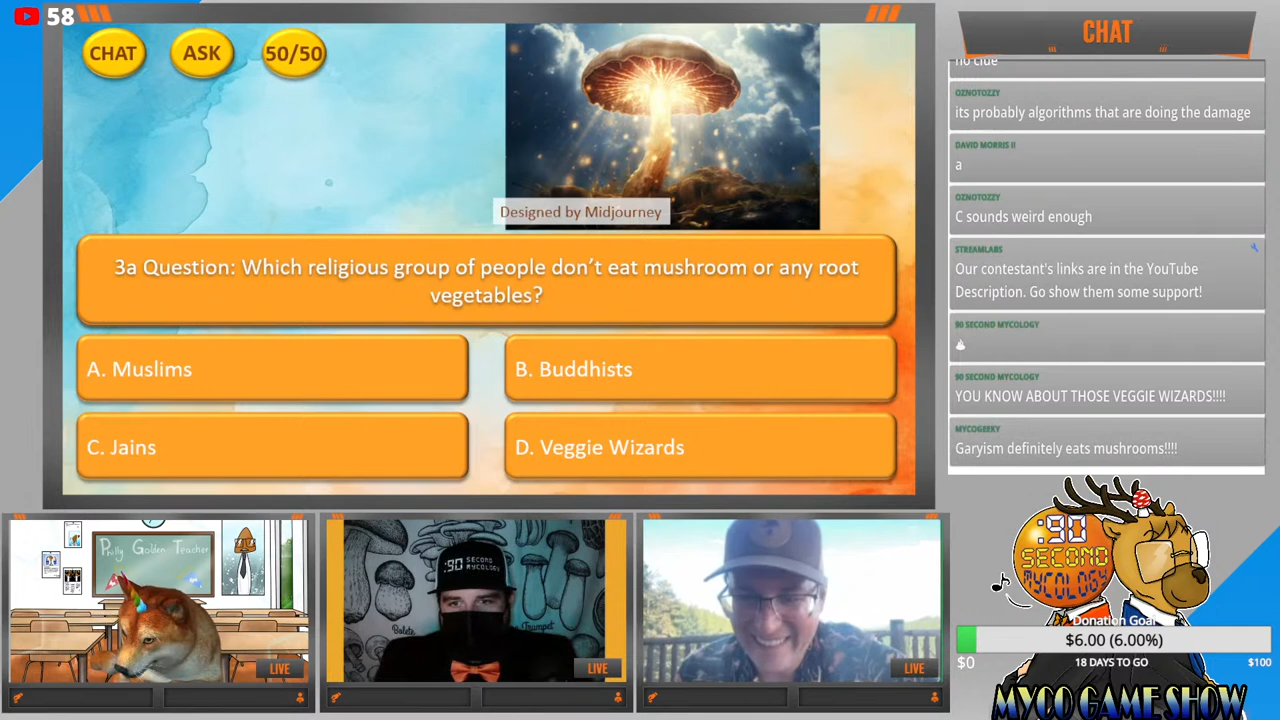 58
CHAT
ASK
50/50
Designed by Midjourney
3a Question: Which religious group of people don't eat mushroom or any root
vegetables?
A. Muslims
B. Buddhists
C. Jains
D. Veggie Wizards
CHAT
no clue
OZNOTOZZY
its probably algorithms that are doing the damage
DAVID MORRIS II
a
OZNOTOZZY
C sounds weird enough
STREAMLABS
Our contestant's links are in the YouTube
Description. Go show them some support!
90 SECOND MYCOLOGY
90 SECOND MYCOLOGY
YOU KNOW ABOUT THOSE VEGGIE WIZARDS!!!!
MYCOGEEKY
Garyism definitely eats mushrooms!!!!
Philly Golden Teacher
LIVE
:90 SECOND
MYCOLOGY
Bolete
Trumpet
LIVE
LIVE
:90
SECOND
MYCOLOGY
Donation Goal
$6.00 (6.00%)
$0
18 DAYS TO GO
$100
MYCO GAME SHOW